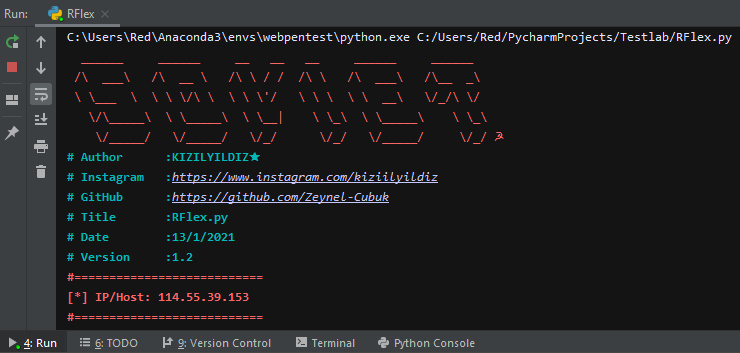 Run: RFlex
C:\Users\Red\Anaconda3\envs\webpentest\python.exe C:/Users/Red/PycharmProjects/Testlab/RFlex.py
# Author :KIZILYILDIZ★
# Instagram :https://www.instagram.com/kiziilyildiz
# GitHub :https://github.com/Zeynel-Cubuk
# Title :RFlex.py
# Date :13/1/2021
# Version :1.2
#===========================
[*] IP/Host: 114.55.39.153
#===========================
4: Run 6: TODO 9: Version Control Terminal Python Console